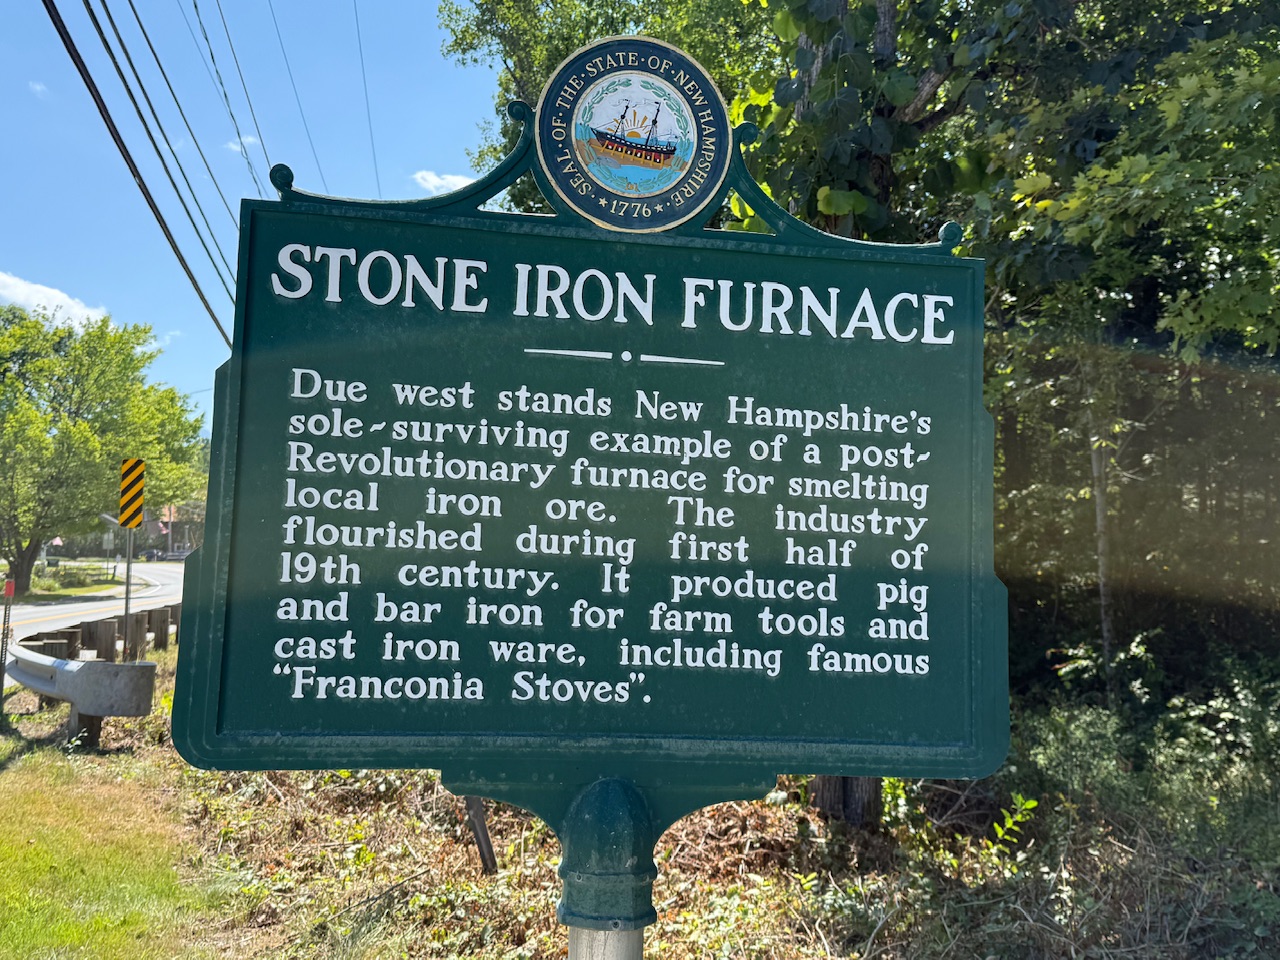 SEAL·OF·THE·STATE·OF·NEW HAMPSHIRE·
★1776★
STONE IRON FURNACE
Due west stands New Hampshire's
sole-surviving example of a post-
Revolutionary furnace for smelting
local iron ore. The industry
flourished during first half of
19th century. It produced pig
and bar iron for farm tools and
cast iron ware, including famous
“Franconia Stoves”.